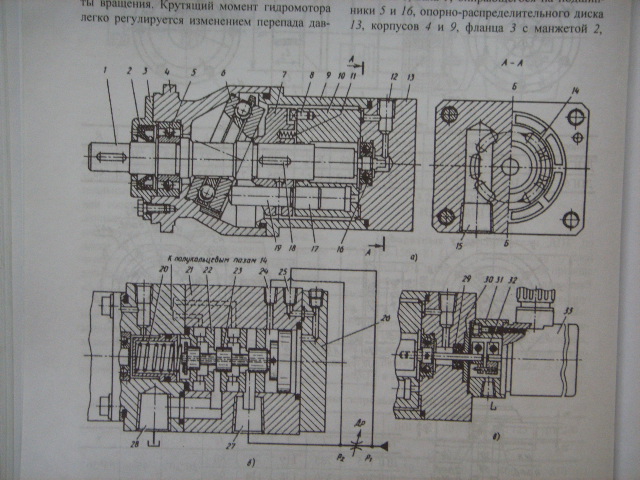 ты вращения. Крутящий момент гидромотора
легко регулируется изменением перепада дав-
ники 5 и 16, опорно-распределительного диска
13, корпусов 4 и 9, фланца 3 с манжетой 2,
1 2 3 4 5 6 7 8 9 10 11 А 12 13 А – А Б 14
19 18 17 16 А 15 Б
а)
К полукольцевым пазам 14
20 21 22 23 24 25 26 29 30 31 32 33
28 27 Др L
P2 P1
б) в)